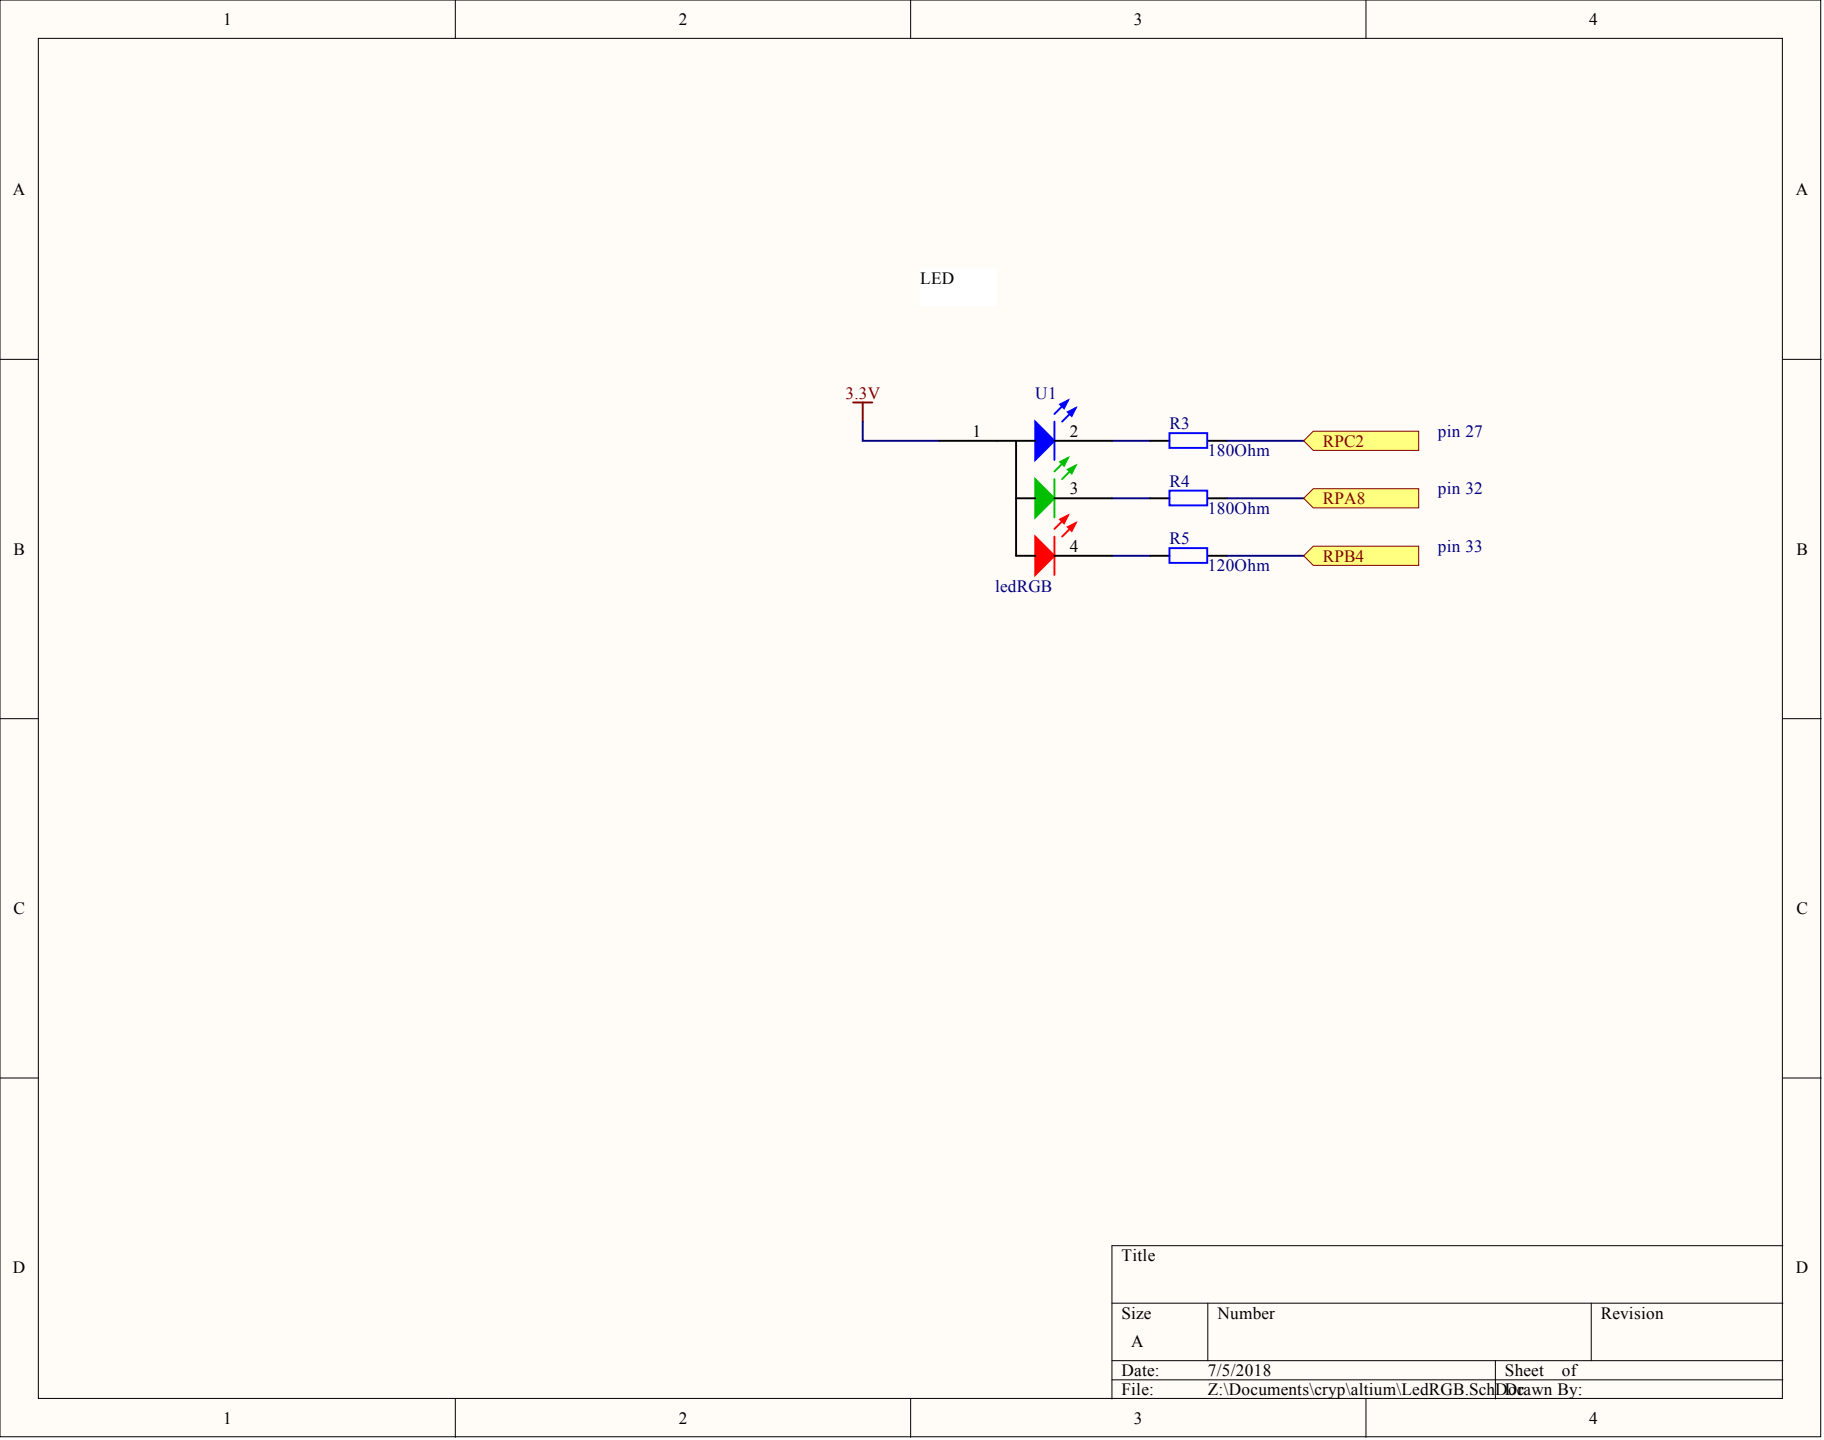 1 2 3 4
A A
LED
3.3V U1
1 2 R3 180Ohm RPC2 pin 27
3 R4 180Ohm RPA8 pin 32
B B
4 R5 120Ohm RPB4 pin 33
ledRGB
C C
D D
Title
Size Number Revision
A
Date: 7/5/2018 Sheet of
File: Z:\Documents\cryp\altium\LedRGB.SchDoc Drawn By:
1 2 3 4